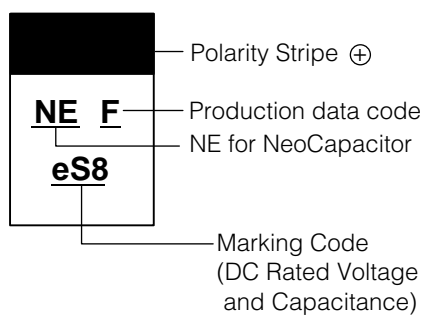 Polarity Stripe ⊕
NE F
Production data code
NE for NeoCapacitor
eS8
Marking Code
(DC Rated Voltage
and Capacitance)